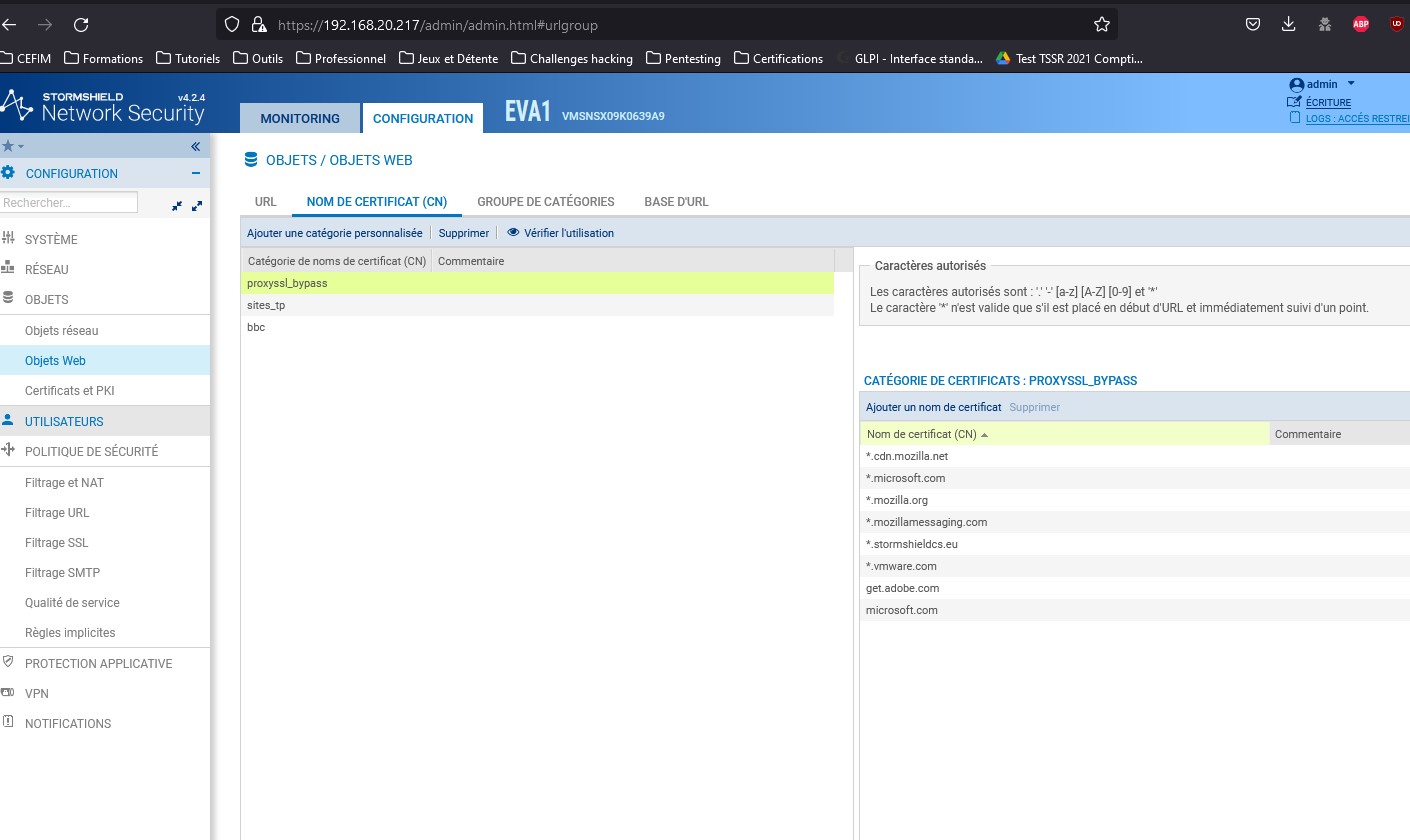 https://192.168.20.217/admin/admin.html#urlgroup
ABP
CEFIM Formations Tutoriels Outils Professionnel Jeux et Détente Challenges hacking Pentesting Certifications GLPI - Interface standa... Test TSSR 2021 Compti...
STORMSHIELD v4.2.4
Network Security
MONITORING CONFIGURATION EVA1 VMSNSX09K0639A9
admin
ÉCRITURE
LOGS : ACCÉS RESTREI
CONFIGURATION
Rechercher...
SYSTÈME
RÉSEAU
OBJETS
Objets réseau
Objets Web
Certificats et PKI
UTILISATEURS
POLITIQUE DE SÉCURITÉ
Filtrage et NAT
Filtrage URL
Filtrage SSL
Filtrage SMTP
Qualité de service
Règles implicites
PROTECTION APPLICATIVE
VPN
NOTIFICATIONS
OBJETS / OBJETS WEB
URL NOM DE CERTIFICAT (CN) GROUPE DE CATÉGORIES BASE D'URL
Ajouter une catégorie personnalisée Supprimer Vérifier l'utilisation
Catégorie de noms de certificat (CN) Commentaire
proxyssl_bypass
sites_tp
bbc
Caractères autorisés
Les caractères autorisés sont : '.' '-' [a-z] [A-Z] [0-9] et '*'
Le caractère '*' n'est valide que s'il est placé en début d'URL et immédiatement suivi d'un point.
CATÉGORIE DE CERTIFICATS : PROXYSSL_BYPASS
Ajouter un nom de certificat Supprimer
Nom de certificat (CN) Commentaire
*.cdn.mozilla.net
*.microsoft.com
*.mozilla.org
*.mozillamessaging.com
*.stormshieldcs.eu
*.vmware.com
get.adobe.com
microsoft.com